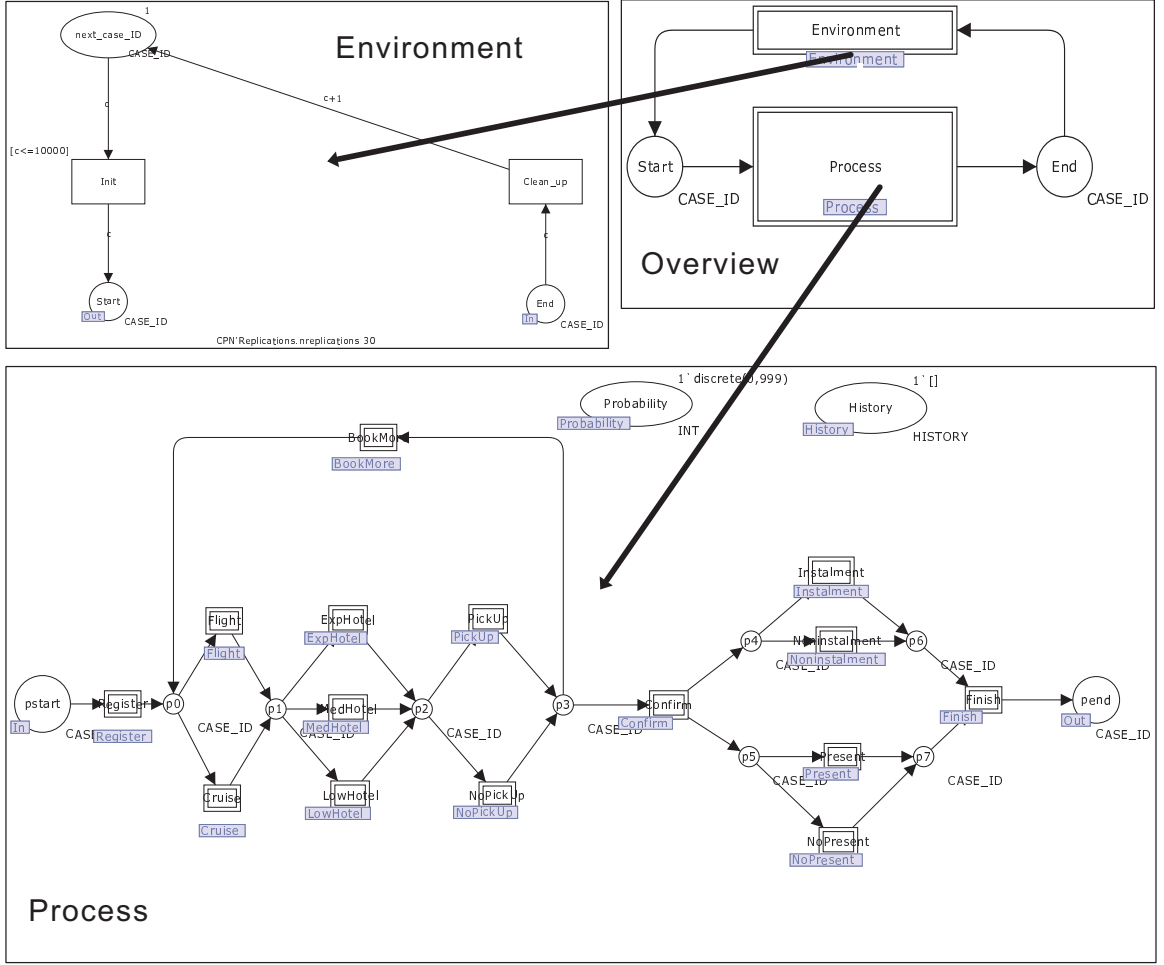 1
next_case_ID
CASE_ID
Environment
c
c+1
[c<=10000]
Init
Clean_up
c
c
Start
Out
CASE_ID
End
In
CASE_ID
CPN'Replications.nreplications 30
Environment
Environment
Start
CASE_ID
Process
Process
End
CASE_ID
Overview
1`discrete(0,999)
Probability
Probability
INT
1`[]
History
History
HISTORY
BookMore
BookMore
pstart
In
CASE_ID
Register
Register
p0
Flight
Flight
CASE_ID
Cruise
Cruise
p1
ExpHotel
ExpHotel
MedHotel
MedHotel
CASE_ID
LowHotel
LowHotel
p2
PickUp
PickUp
CASE_ID
NoPickUp
NoPickUp
p3
CASE_ID
Confirm
Confirm
p4
CASE_ID
Instalment
Instalment
Noninstalment
Noninstalment
p6
CASE_ID
p5
CASE_ID
Present
Present
NoPresent
NoPresent
p7
CASE_ID
Finish
Finish
pend
Out
CASE_ID
Process